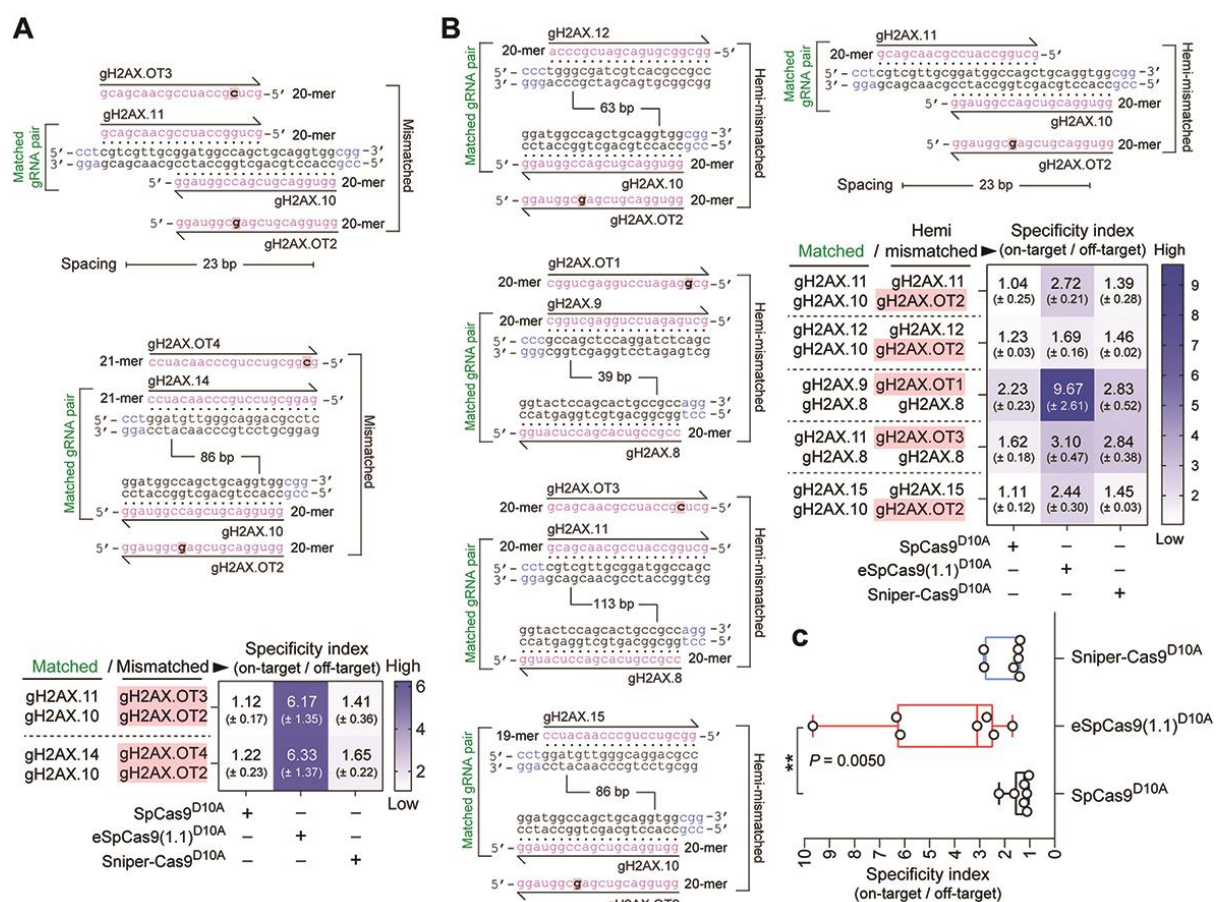 A
gH2AX.OT3
gcagcaacgccuaccgcucg-5′ 20-mer
gH2AX.11
gcagcaacgccuaccggucg 20-mer
5′-cctcgtcgttgcggatggccagctgcaggtggcgg-3′
3′-ggagcagcaacgcctaccggtcgacgtccaccgcc-5′
5′-ggauggccagcugcaggugg 20-mer
gH2AX.10
5′-ggauggcgagcugcaggugg 20-mer
gH2AX.OT2
Spacing 23 bp
Matched gRNA pair
Mismatched
gH2AX.OT4
21-mer ccuacaacccguccugcggcg-5′
gH2AX.14
21-mer ccuacaacccguccugcggag
5′-cctggatgttgggcaggacgcctc
3′-ggacctacaacccgtcctgcggag
86 bp
ggatggccagctgcaggtggcgg-3′
cctaccggtcgacgtccaccgcc-5′
5′-ggauggccagcugcaggugg 20-mer
gH2AX.10
5′-ggauggcgagcugcaggugg 20-mer
gH2AX.OT2
Matched gRNA pair
Mismatched
Matched / Mismatched
Specificity index
(on-target / off-target)
High
gH2AX.11 gH2AX.OT3 1.12 6.17 1.41
gH2AX.10 gH2AX.OT2 (± 0.17) (± 1.35) (± 0.36)
gH2AX.14 gH2AX.OT4 1.22 6.33 1.65
gH2AX.10 gH2AX.OT2 (± 0.23) (± 1.37) (± 0.22)
6
4
2
Low
SpCas9D10A + – –
eSpCas9(1.1)D10A – + –
Sniper-Cas9D10A – – +
B
gH2AX.12
20-mer acccgcuagcagugcggcgg-5′
5′-ccctgggcgatcgtcacgccgcc
3′-gggacccgctagcagtgcggcgg
63 bp
ggatggccagctgcaggtggcgg-3′
cctaccggtcgacgtccaccgcc-5′
5′-ggauggccagcugcaggugg 20-mer
gH2AX.10
5′-ggauggcgagcugcaggugg 20-mer
gH2AX.OT2
Matched gRNA pair
Hemi-mismatched
gH2AX.OT1
20-mer cggucgagguccuagaggcg-5′
gH2AX.9
20-mer cggucgagguccuagagucg-5′
5′-cccgccagctccaggatctcagc
3′-gggcggtcgaggtcctagagtcg
39 bp
ggtactccagcactgccgccagg-3′
ccatgaggtcgtgacggcggtcc-5′
5′-gguacuccagcacugccgcc 20-mer
gH2AX.8
Matched gRNA pair
Hemi-mismatched
gH2AX.OT3
20-mer gcagcaacgccuaccgcucg-5′
gH2AX.11
20-mer gcagcaacgccuaccggucg-5′
5′-cctcgtcgttgcggatggccagc
3′-ggagcagcaacgcctaccggtcg
113 bp
ggtactccagcactgccgccagg-3′
ccatgaggtcgtgacggcggtcc-5′
5′-gguacuccagcacugccgcc 20-mer
gH2AX.8
Matched gRNA pair
Hemi-mismatched
gH2AX.15
19-mer ccuacaacccguccugcgg-5′
5′-cctggatgttgggcaggacgcc
3′-ggacctacaacccgtcctgcgg
86 bp
ggatggccagctgcaggtggcgg-3′
cctaccggtcgacgtccaccgcc-5′
5′-ggauggccagcugcaggugg 20-mer
gH2AX.10
5′-ggauggcgagcugcaggugg 20-mer
Matched gRNA pair
Hemi-mismatched
gH2AX.11
20-mer gcagcaacgccuaccggucg-5′
5′-cctcgtcgttgcggatggccagctgcaggtggcgg-3′
3′-ggagcagcaacgcctaccggtcgacgtccaccgcc-5′
ggauggccagcugcaggugg 20-mer
gH2AX.10
5′-ggauggcgagcugcaggugg 20-mer
gH2AX.OT2
Spacing 23 bp
Matched gRNA pair
Hemi-mismatched
Matched / Hemi mismatched
Specificity index
(on-target / off-target)
High
gH2AX.11 gH2AX.11 1.04 2.72 1.39
gH2AX.10 gH2AX.OT2 (± 0.25) (± 0.21) (± 0.28)
gH2AX.12 gH2AX.12 1.23 1.69 1.46
gH2AX.10 gH2AX.OT2 (± 0.03) (± 0.16) (± 0.02)
gH2AX.9 gH2AX.OT1 2.23 9.67 2.83
gH2AX.8 gH2AX.8 (± 0.23) (± 2.61) (± 0.52)
gH2AX.11 gH2AX.OT3 1.62 3.10 2.84
gH2AX.8 gH2AX.8 (± 0.18) (± 0.47) (± 0.38)
gH2AX.15 gH2AX.15 1.11 2.44 1.45
gH2AX.10 gH2AX.OT2 (± 0.12) (± 0.30) (± 0.03)
9
8
7
6
5
4
3
2
Low
SpCas9D10A + – –
eSpCas9(1.1)D10A – + –
Sniper-Cas9D10A – – +
C
Sniper-Cas9D10A
eSpCas9(1.1)D10A
** P = 0.0050
SpCas9D10A
10 9 8 7 6 5 4 3 2 1 0
Specificity index
(on-target / off-target)